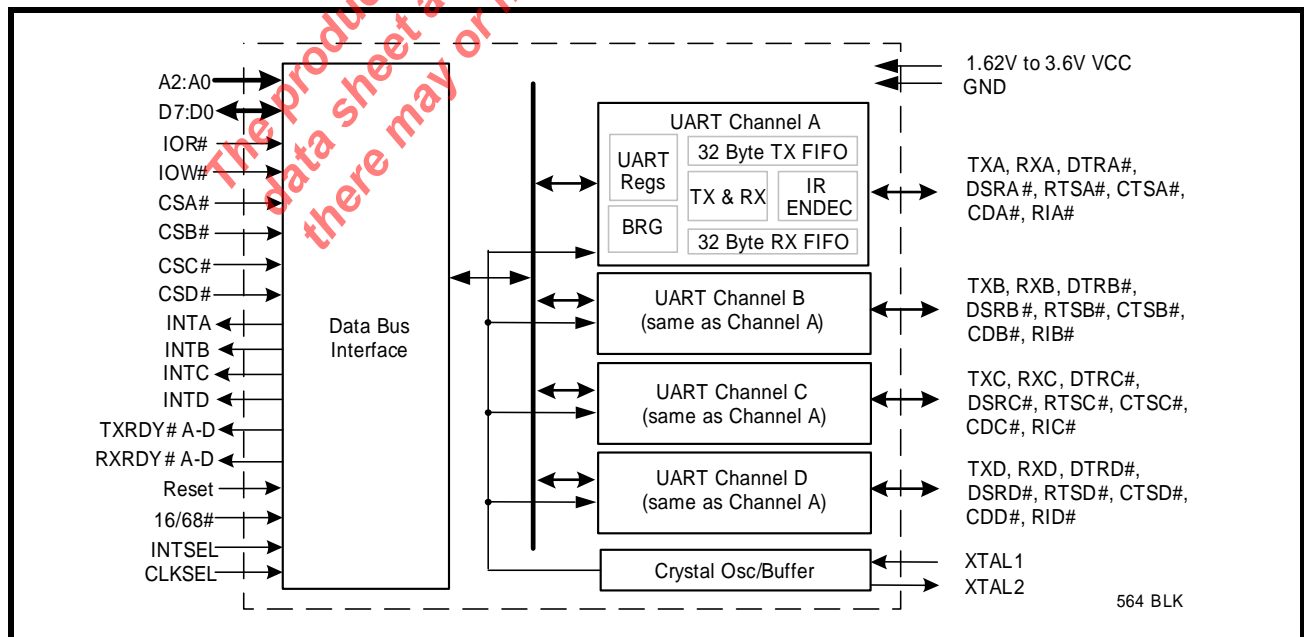 The produc
data sheet a
there may or
A2:A0
D7:D0
IOR#
IOW#
CSA#
CSB#
CSC#
CSD#
INTA
INTB
INTC
INTD
TXRDY# A-D
RXRDY# A-D
Reset
16/68#
INTSEL
CLKSEL
Data Bus
Interface
UART Channel A
UART
Regs
BRG
32 Byte TX FIFO
TX & RX
IR
ENDEC
32 Byte RX FIFO
UART Channel B
(same as Channel A)
UART Channel C
(same as Channel A)
UART Channel D
(same as Channel A)
Crystal Osc/Buffer
1.62V to 3.6V VCC
GND
TXA, RXA, DTRA#,
DSRA#, RTSA#, CTSA#,
CDA#, RIA#
TXB, RXB, DTRB#,
DSRB#, RTSB#, CTSB#,
CDB#, RIB#
TXC, RXC, DTRC#,
DSRC#, RTSC#, CTSC#,
CDC#, RIC#
TXD, RXD, DTRD#,
DSRD#, RTSD#, CTSD#,
CDD#, RID#
XTAL1
XTAL2
564 BLK